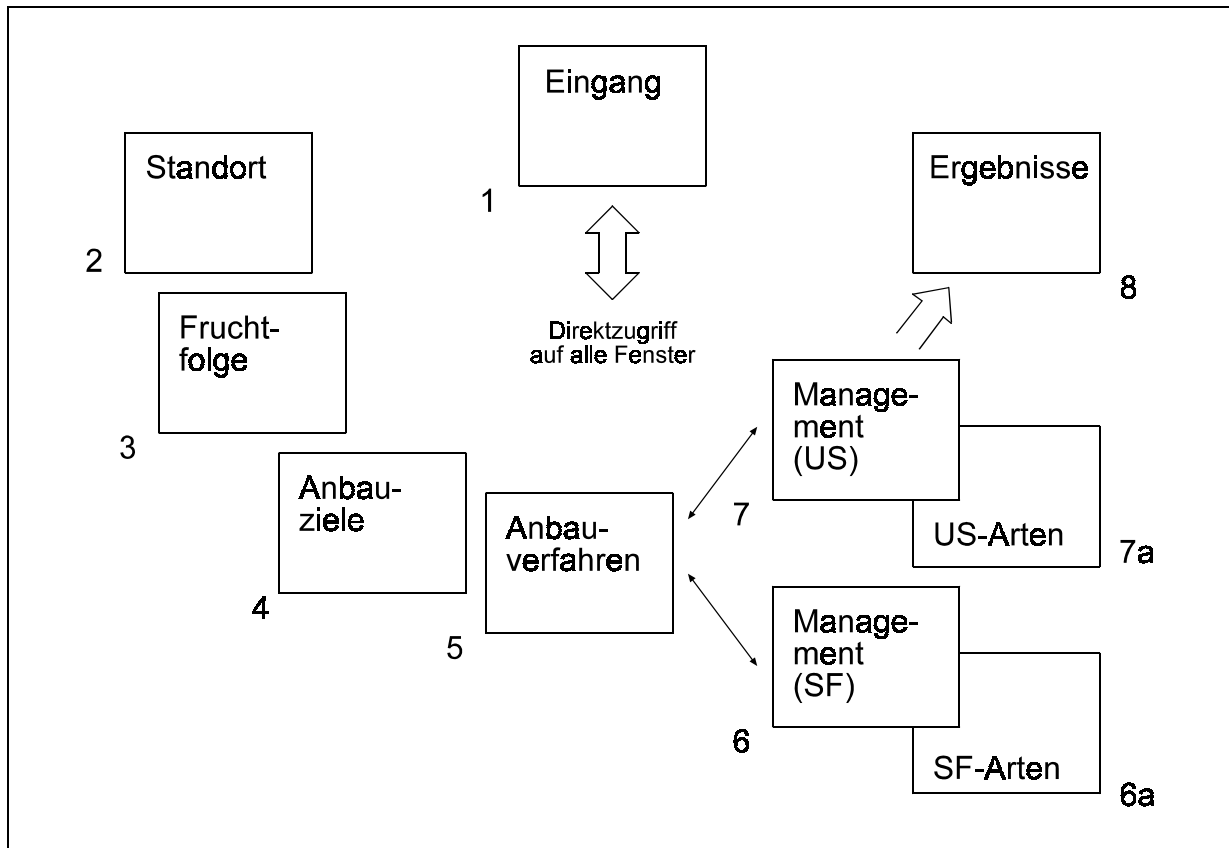 Eingang
1
Direktzugriff
auf alle Fenster
Standort
2
Frucht-
folge
3
Anbau-
ziele
4
Anbau-
verfahren
5
Manage-
ment
(SF)
6
SF-Arten
6a
Manage-
ment
(US)
7
US-Arten
7a
Ergebnisse
8